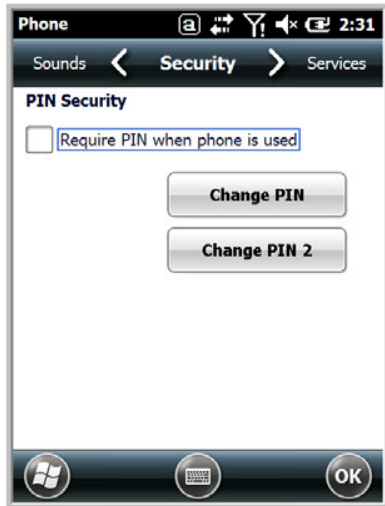 Phone a 2:31
Sounds Security Services
PIN Security
Require PIN when phone is used
Change PIN
Change PIN 2
OK